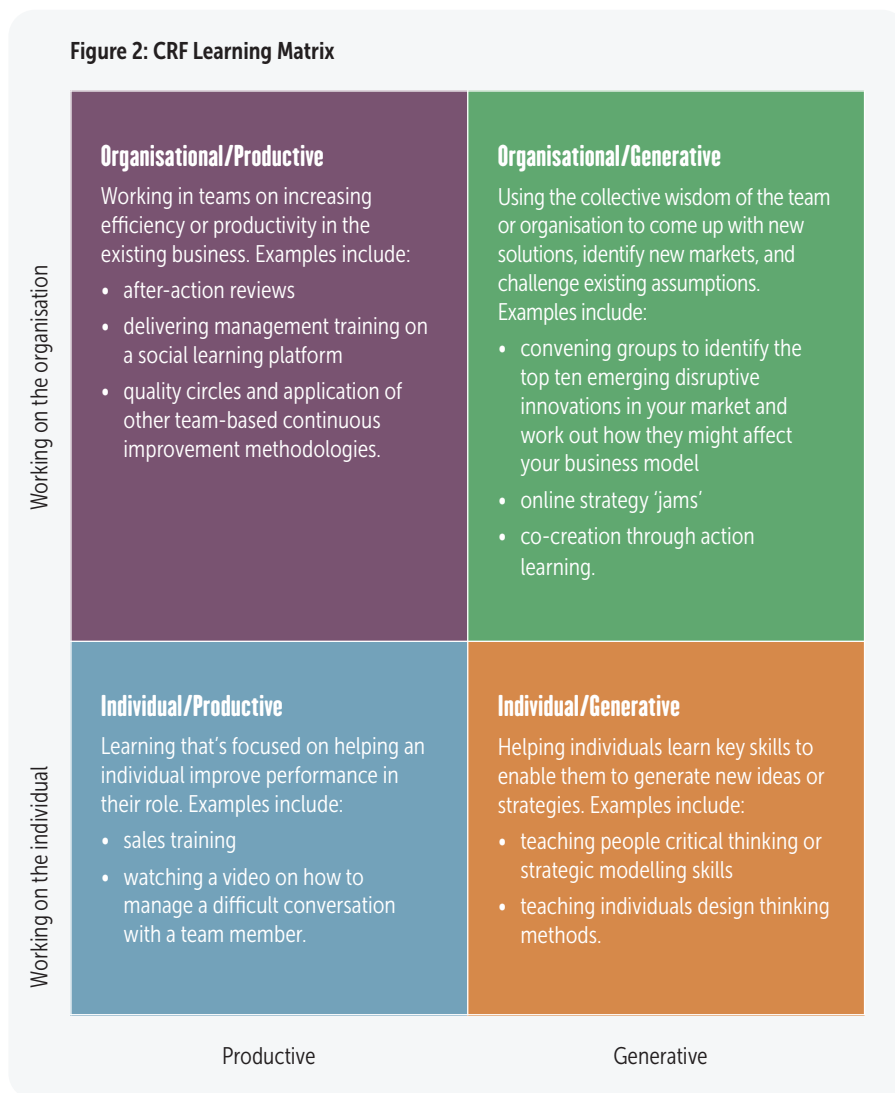 Figure 2: CRF Learning Matrix
Working on the organisation
Organisational/Productive
Working in teams on increasing
efficiency or productivity in the
existing business. Examples include:
• after-action reviews
• delivering management training on
a social learning platform
• quality circles and application of
other team-based continuous
improvement methodologies.
Organisational/Generative
Using the collective wisdom of the team
or organisation to come up with new
solutions, identify new markets, and
challenge existing assumptions.
Examples include:
• convening groups to identify the
top ten emerging disruptive
innovations in your market and
work out how they might affect
your business model
• online strategy ‘jams’
• co-creation through action
learning.
Working on the individual
Individual/Productive
Learning that’s focused on helping an
individual improve performance in
their role. Examples include:
• sales training
• watching a video on how to
manage a difficult conversation
with a team member.
Individual/Generative
Helping individuals learn key skills to
enable them to generate new ideas or
strategies. Examples include:
• teaching people critical thinking or
strategic modelling skills
• teaching individuals design thinking
methods.
Productive
Generative